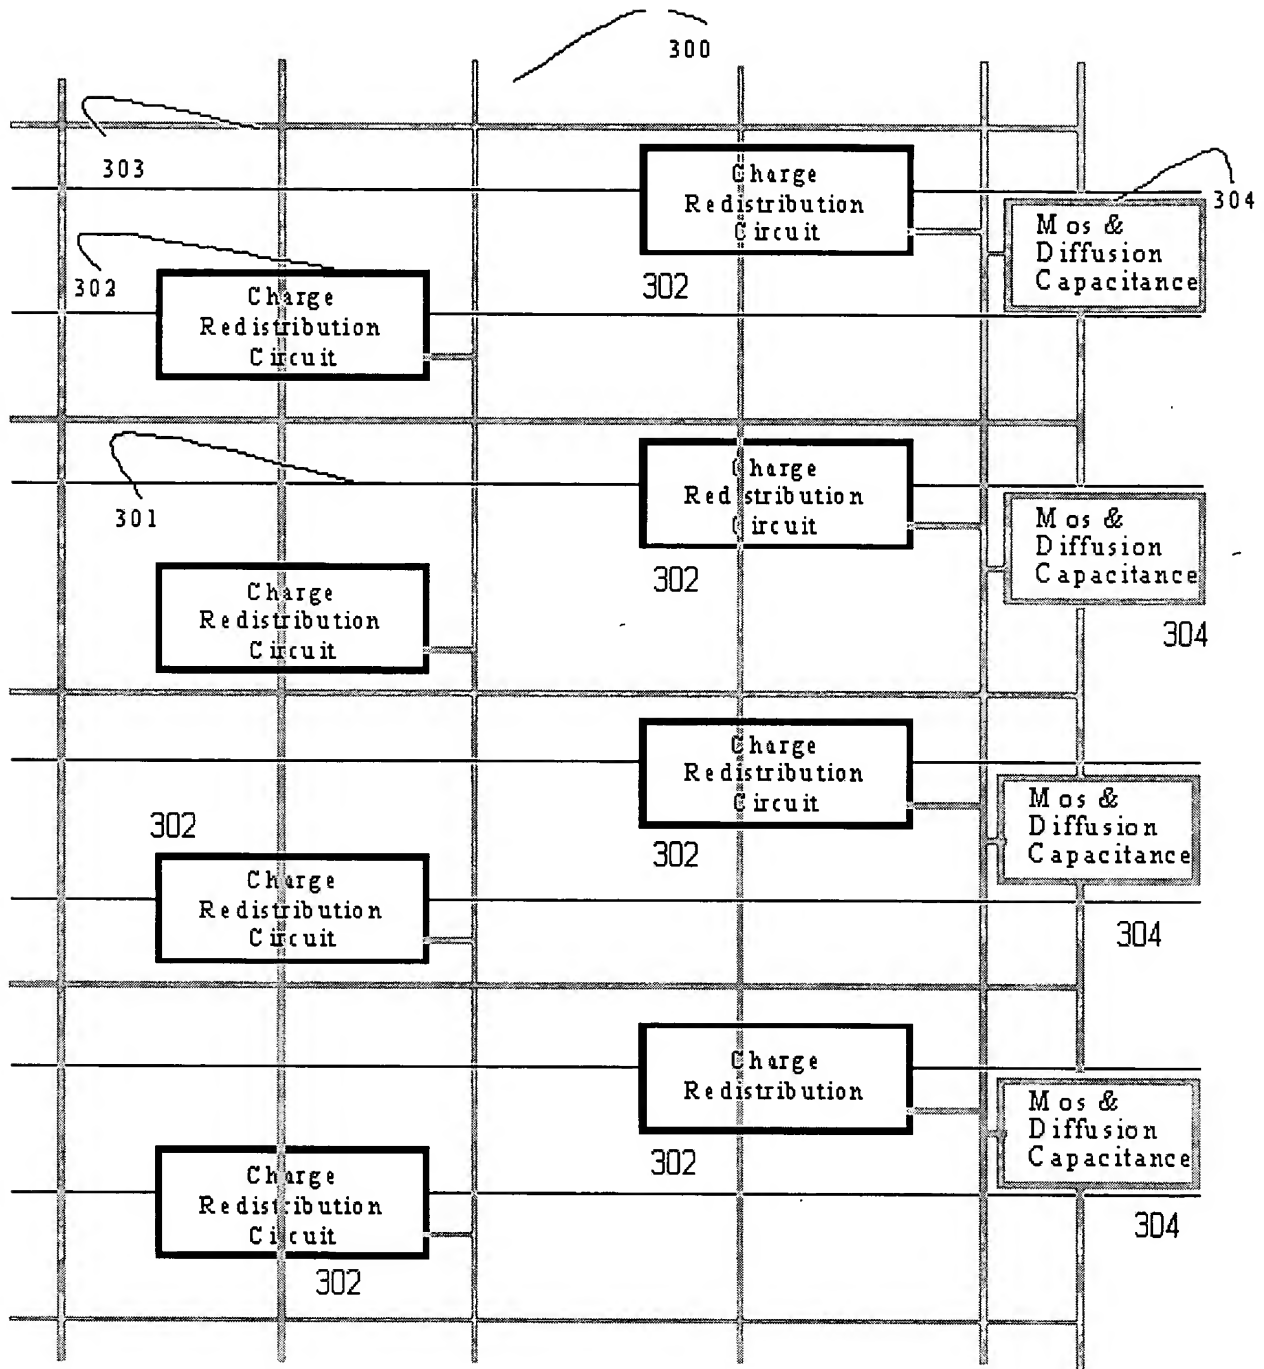 300
303
Charge
Redistribution
Circuit
304
Mos &
Diffusion
Capacitance
302
302
Charge
Redistribution
Circuit
301
Charge
Redistribution
Circuit
Mos &
Diffusion
Capacitance
302
304
Charge
Redistribution
Circuit
Charge
Redistribution
Circuit
Mos &
Diffusion
Capacitance
302
302
304
Charge
Redistribution
Circuit
Charge
Redistribution
Mos &
Diffusion
Capacitance
302
304
Charge
Redistribution
Circuit
302